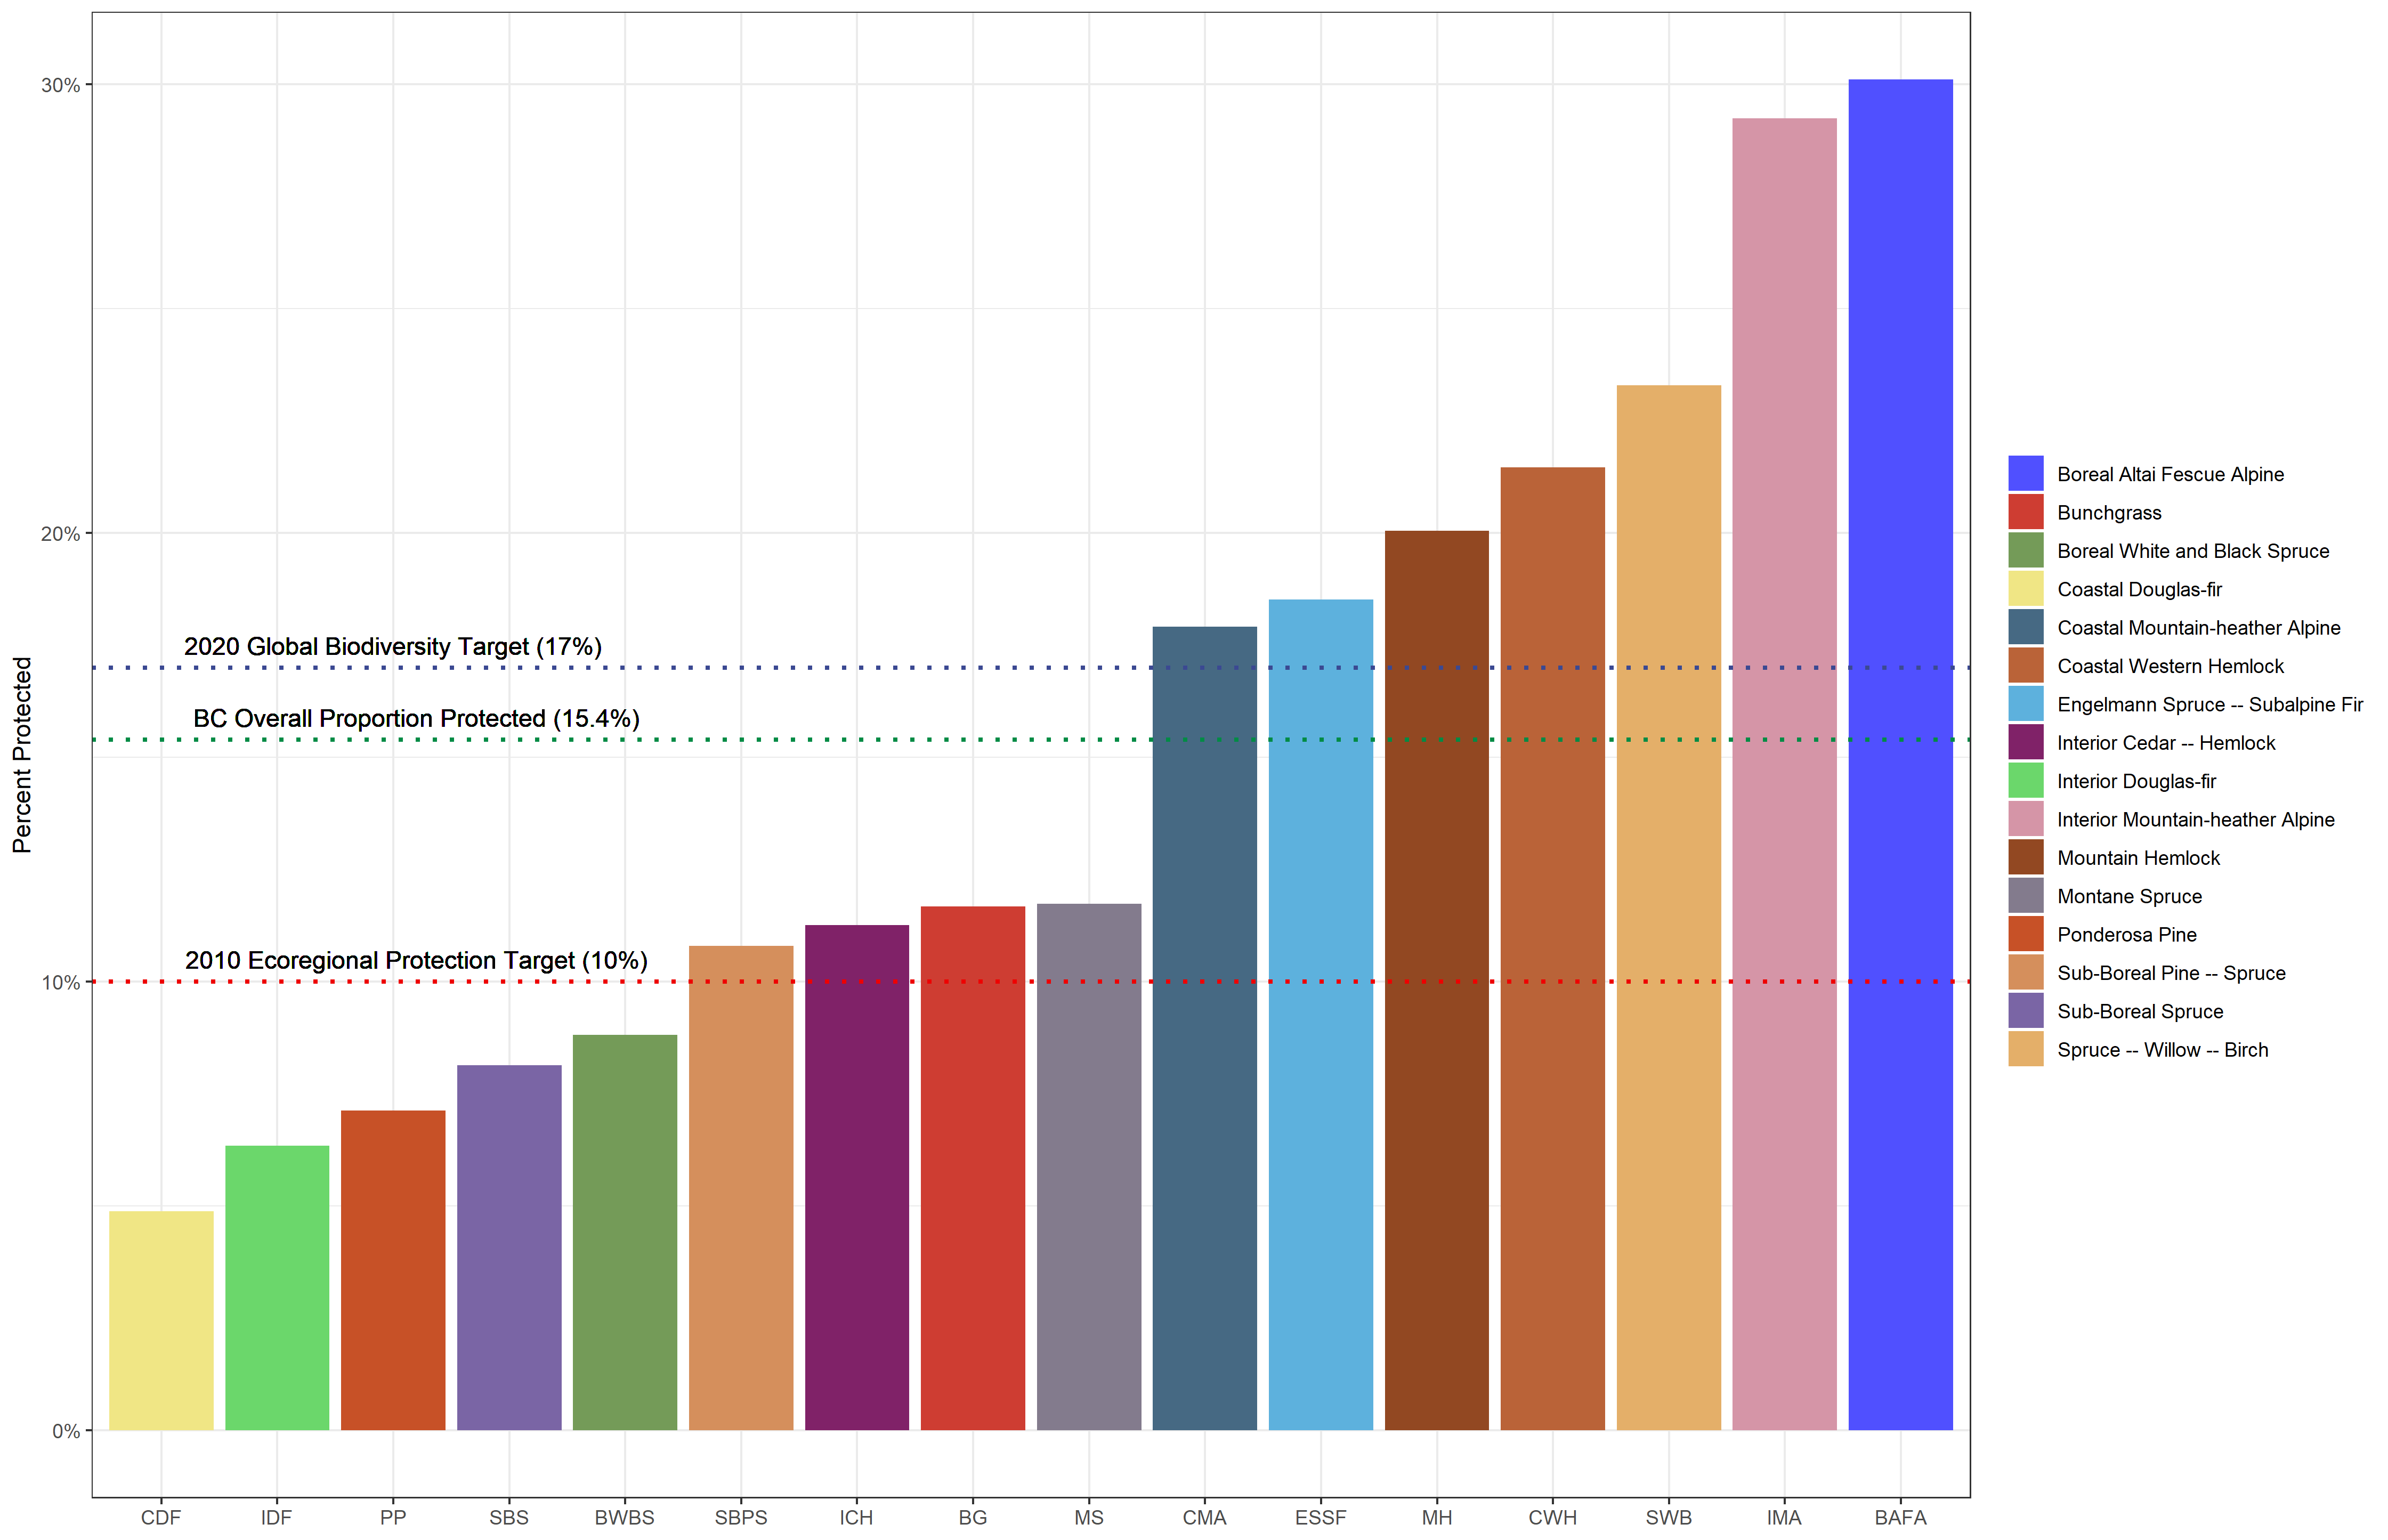 Percent Protected
30%
20%
10%
0%
2020 Global Biodiversity Target (17%)
BC Overall Proportion Protected (15.4%)
2010 Ecoregional Protection Target (10%)
CDF IDF PP SBS BWBS SBPS ICH BG MS CMA ESSF MH CWH SWB IMA BAFA
Boreal Altai Fescue Alpine
Bunchgrass
Boreal White and Black Spruce
Coastal Douglas-fir
Coastal Mountain-heather Alpine
Coastal Western Hemlock
Engelmann Spruce -- Subalpine Fir
Interior Cedar -- Hemlock
Interior Douglas-fir
Interior Mountain-heather Alpine
Mountain Hemlock
Montane Spruce
Ponderosa Pine
Sub-Boreal Pine -- Spruce
Sub-Boreal Spruce
Spruce -- Willow -- Birch